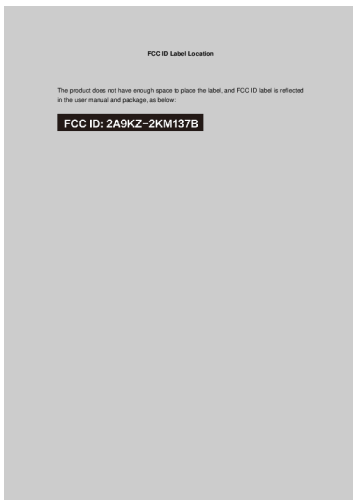 FCC ID Label Location
The product does not have enough space to place the label, and FCC ID label is reflected
in the user manual and package, as below:
FCC ID: 2A9KZ-2KM137B